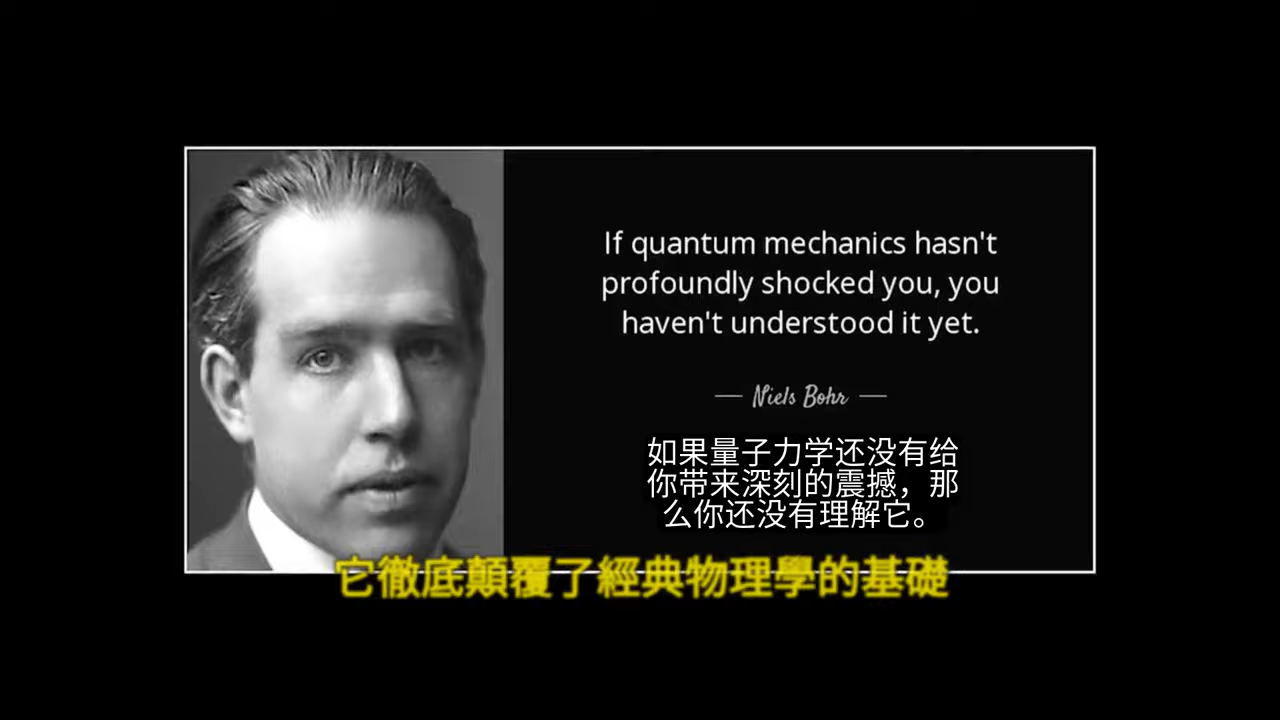 If quantum mechanics hasn't
profoundly shocked you, you
haven't understood it yet.
— Niels Bohr —
如果量子力学还没有给
你带来深刻的震撼，那
么你还没有理解它。
它徹底顛覆了經典物理學的基礎